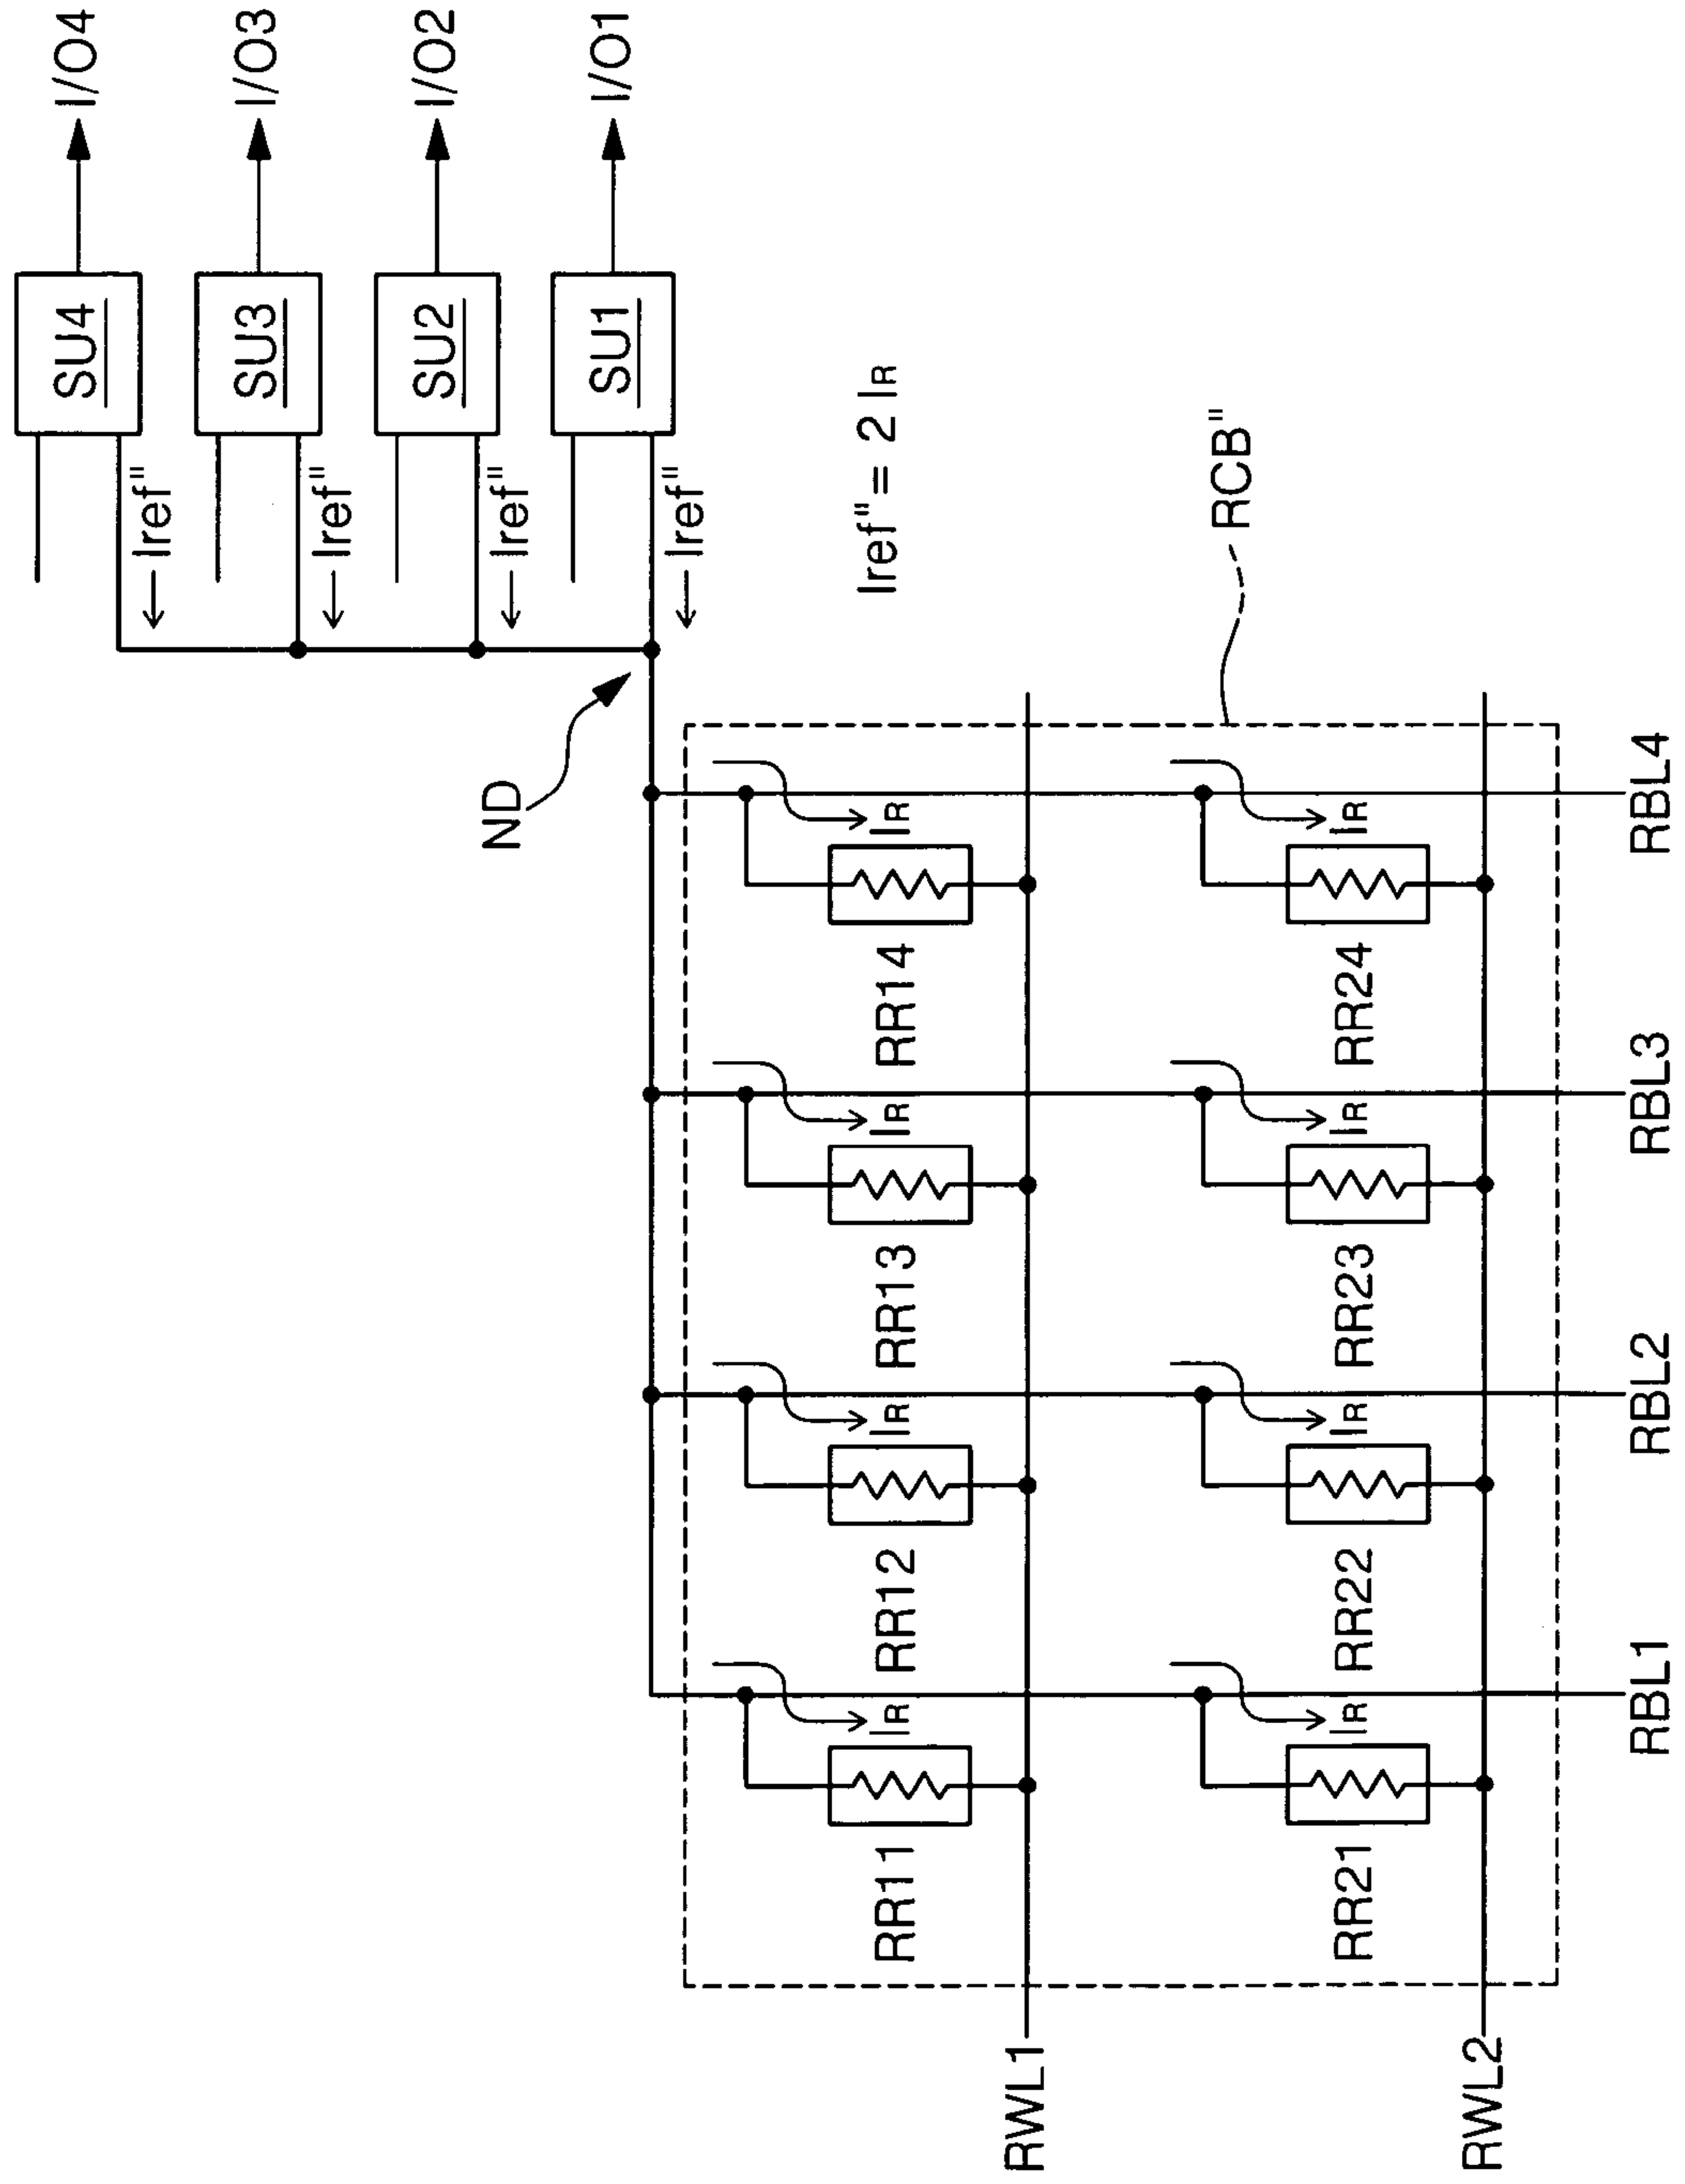 I/O4
I/O3
I/O2
I/O1
SU4
SU3
SU2
SU1
Iref"
Iref"
Iref"
Iref"
Iref" = 2 IR
ND
RCB"
IR
IR
IR
IR
RR11
RR12
RR13
RR14
RWL1
IR
IR
IR
IR
RR21
RR22
RR23
RR24
RWL2
RBL1
RBL2
RBL3
RBL4